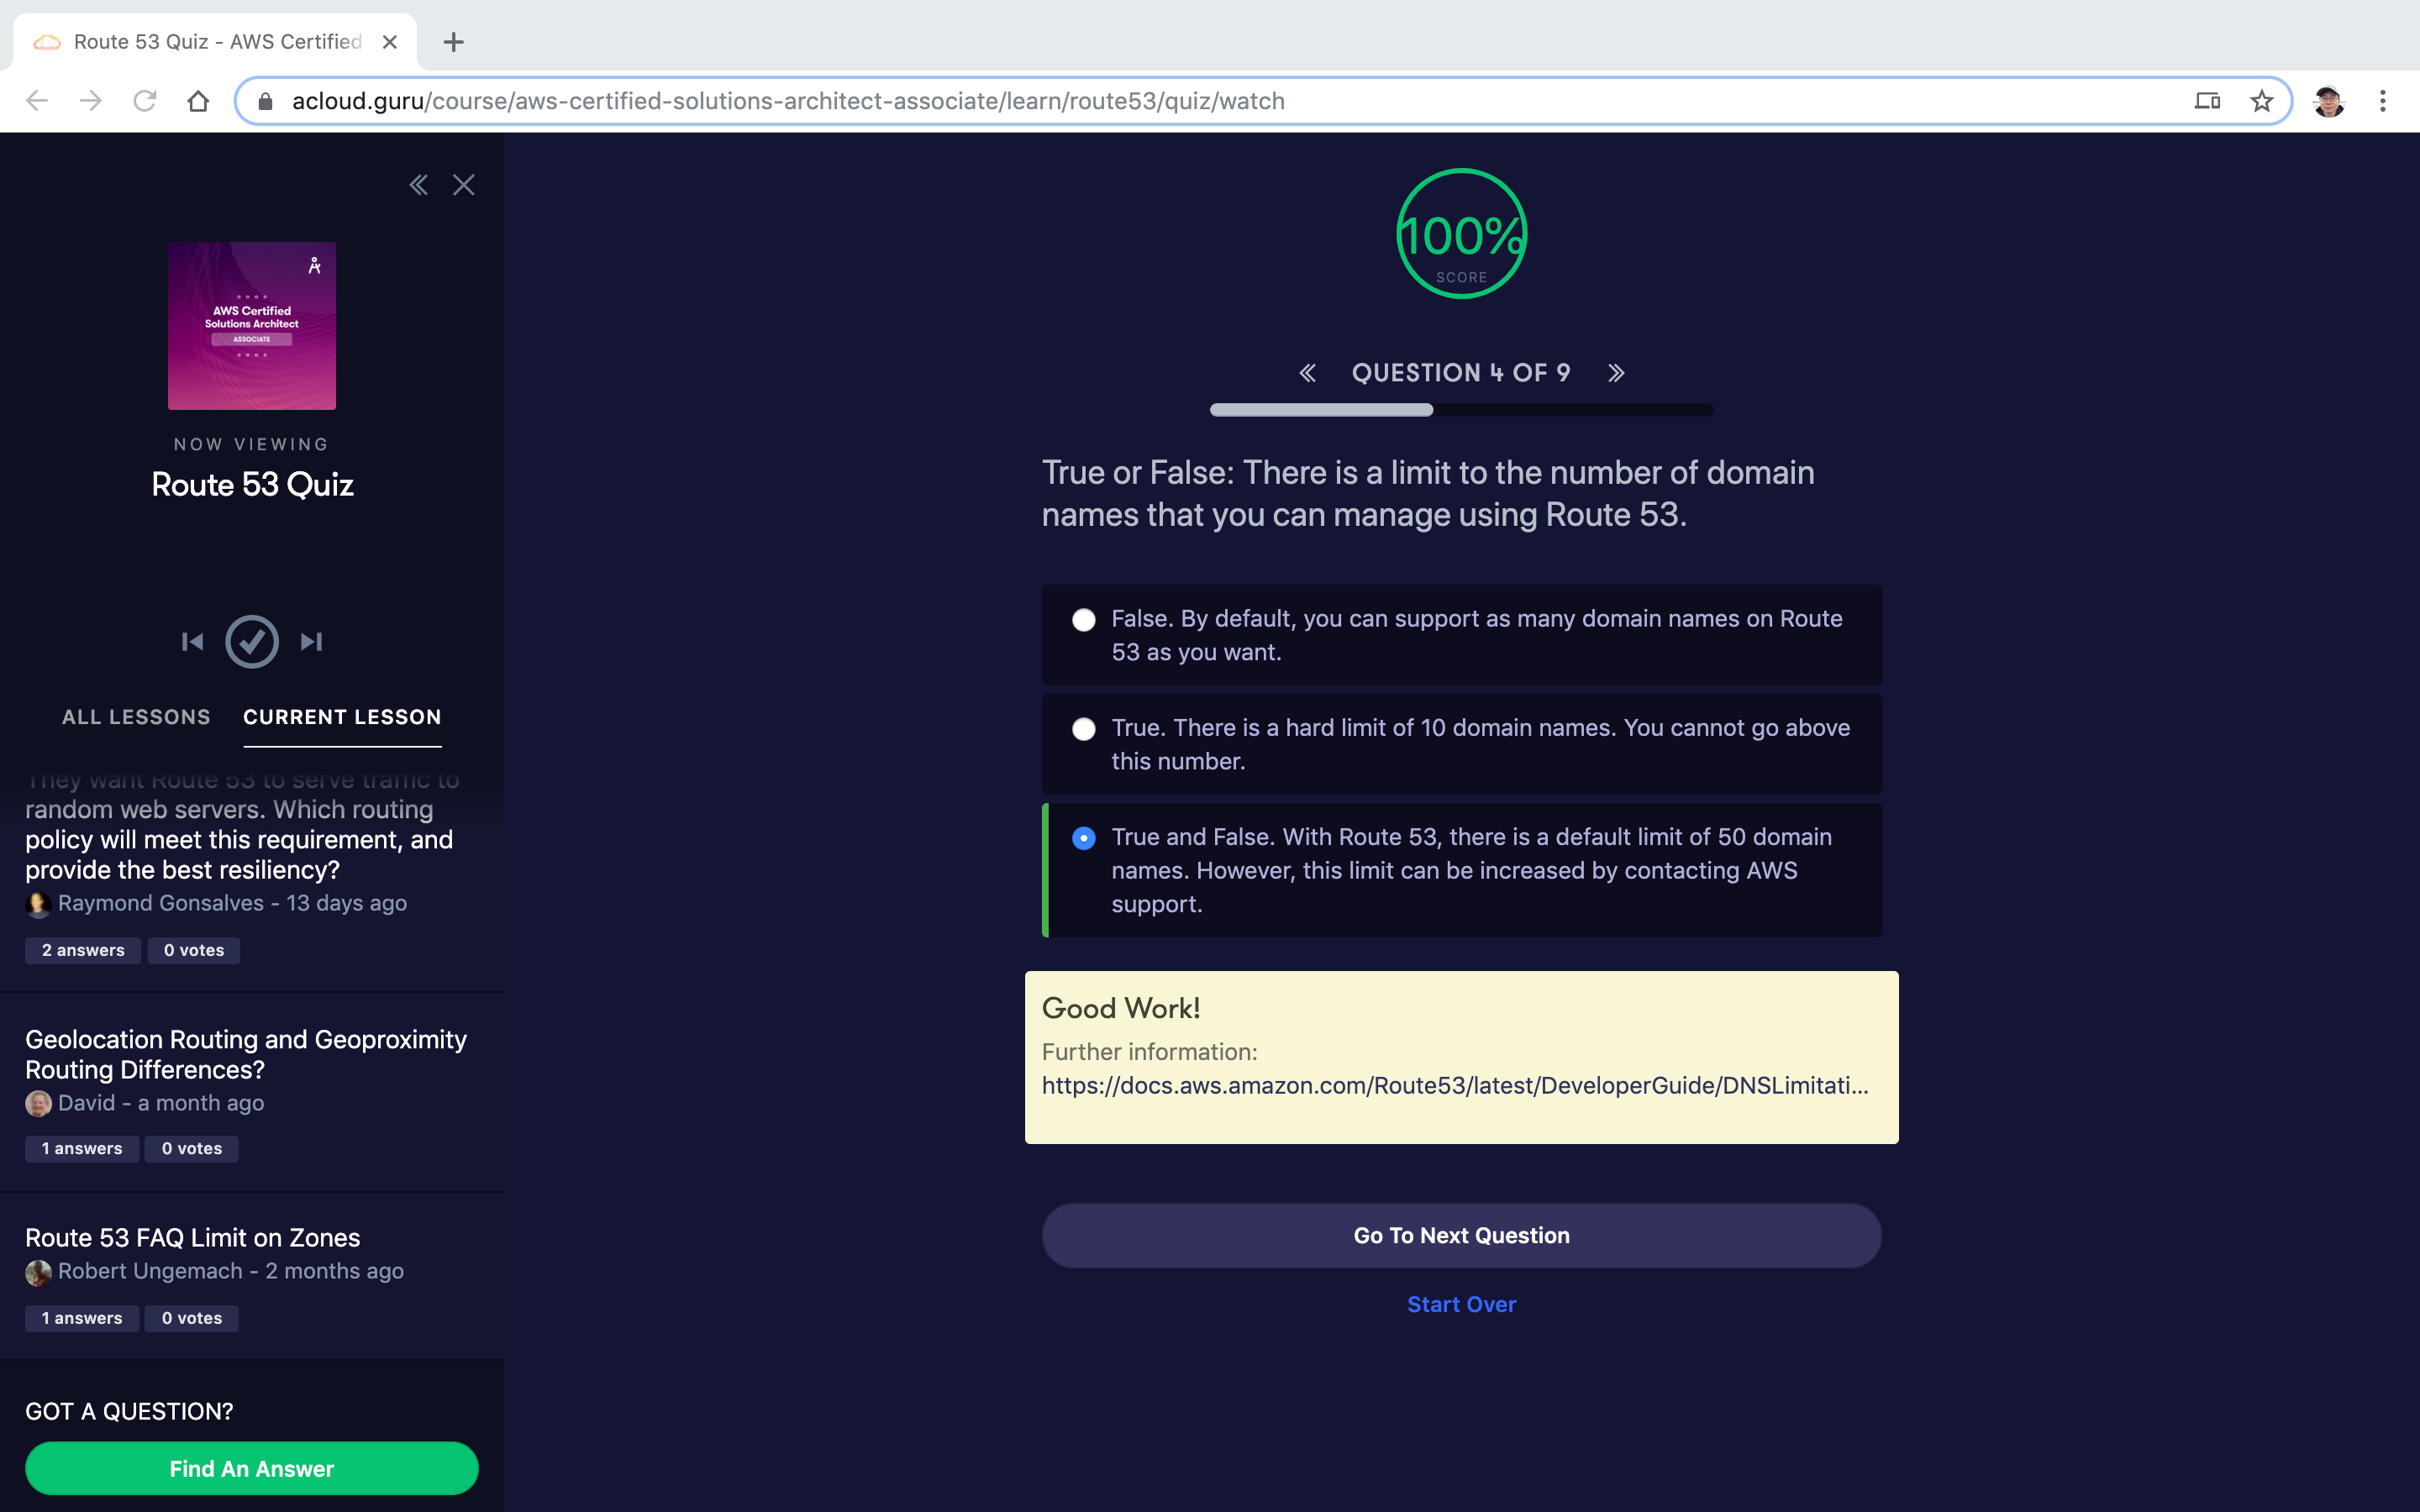 Route 53 Quiz - AWS Certified
acloud.guru/course/aws-certified-solutions-architect-associate/learn/route53/quiz/watch
AWS Certified
Solutions Architect
ASSOCIATE
NOW VIEWING
Route 53 Quiz
ALL LESSONS CURRENT LESSON
They want Route 53 to serve traffic to
random web servers. Which routing
policy will meet this requirement, and
provide the best resiliency?
Raymond Gonsalves - 13 days ago
2 answers 0 votes
Geolocation Routing and Geoproximity
Routing Differences?
David - a month ago
1 answers 0 votes
Route 53 FAQ Limit on Zones
Robert Ungemach - 2 months ago
1 answers 0 votes
GOT A QUESTION?
Find An Answer
100%
SCORE
QUESTION 4 OF 9
True or False: There is a limit to the number of domain
names that you can manage using Route 53.
False. By default, you can support as many domain names on Route
53 as you want.
True. There is a hard limit of 10 domain names. You cannot go above
this number.
True and False. With Route 53, there is a default limit of 50 domain
names. However, this limit can be increased by contacting AWS
support.
Good Work!
Further information:
https://docs.aws.amazon.com/Route53/latest/DeveloperGuide/DNSLimitati...
Go To Next Question
Start Over